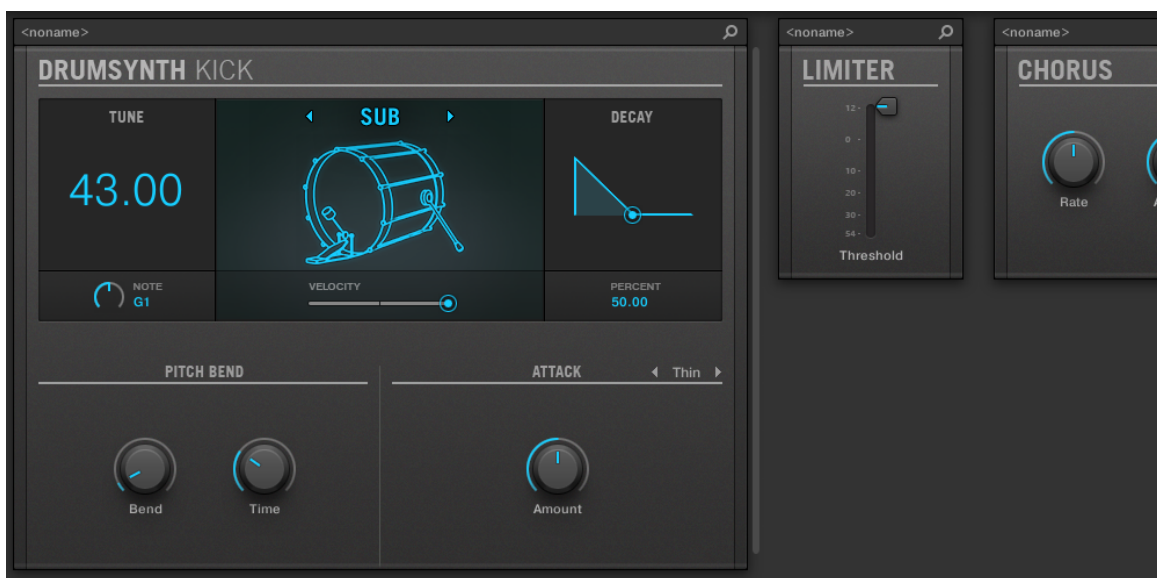 <noname>
DRUMSYNTH KICK
TUNE
SUB
DECAY
43.00
NOTE
G1
VELOCITY
PERCENT
50.00
PITCH BEND
ATTACK
Thin
Bend
Time
Amount
<noname>
LIMITER
12 -
0 -
10 -
20 -
30 -
54 -
Threshold
<noname>
CHORUS
Rate